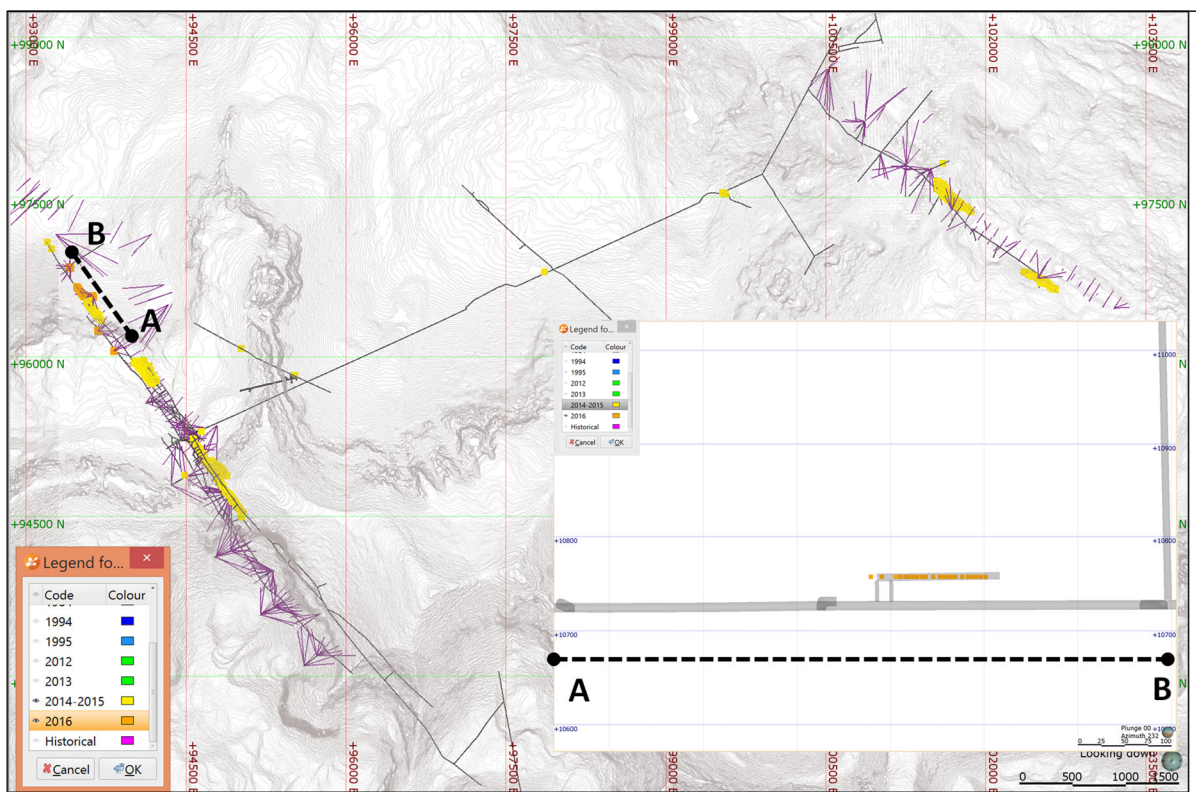 +93000 E
+94500 E
+96000 E
+97500 E
+99000 E
+100500 E
+102000 E
+103500 E
+99000 N
+97500 N
+96000 N
+94500 N
B
A
Legend fo...
Code Colour
1994
1995
2012
2013
2014-2015
2016
Historical
Cancel OK
Legend fo...
Code Colour
1994
1995
2012
2013
2014-2015
2016
Historical
Cancel OK
+11000
+11000
+10900
+10900
+10800
+10800
+10700
+10700
A
B
+10600
Plunge 00
Azimuth 232
0 25 50 75 100
Looking down
0 500 1000 1500
+94500 E
+96000 E
+97500 E